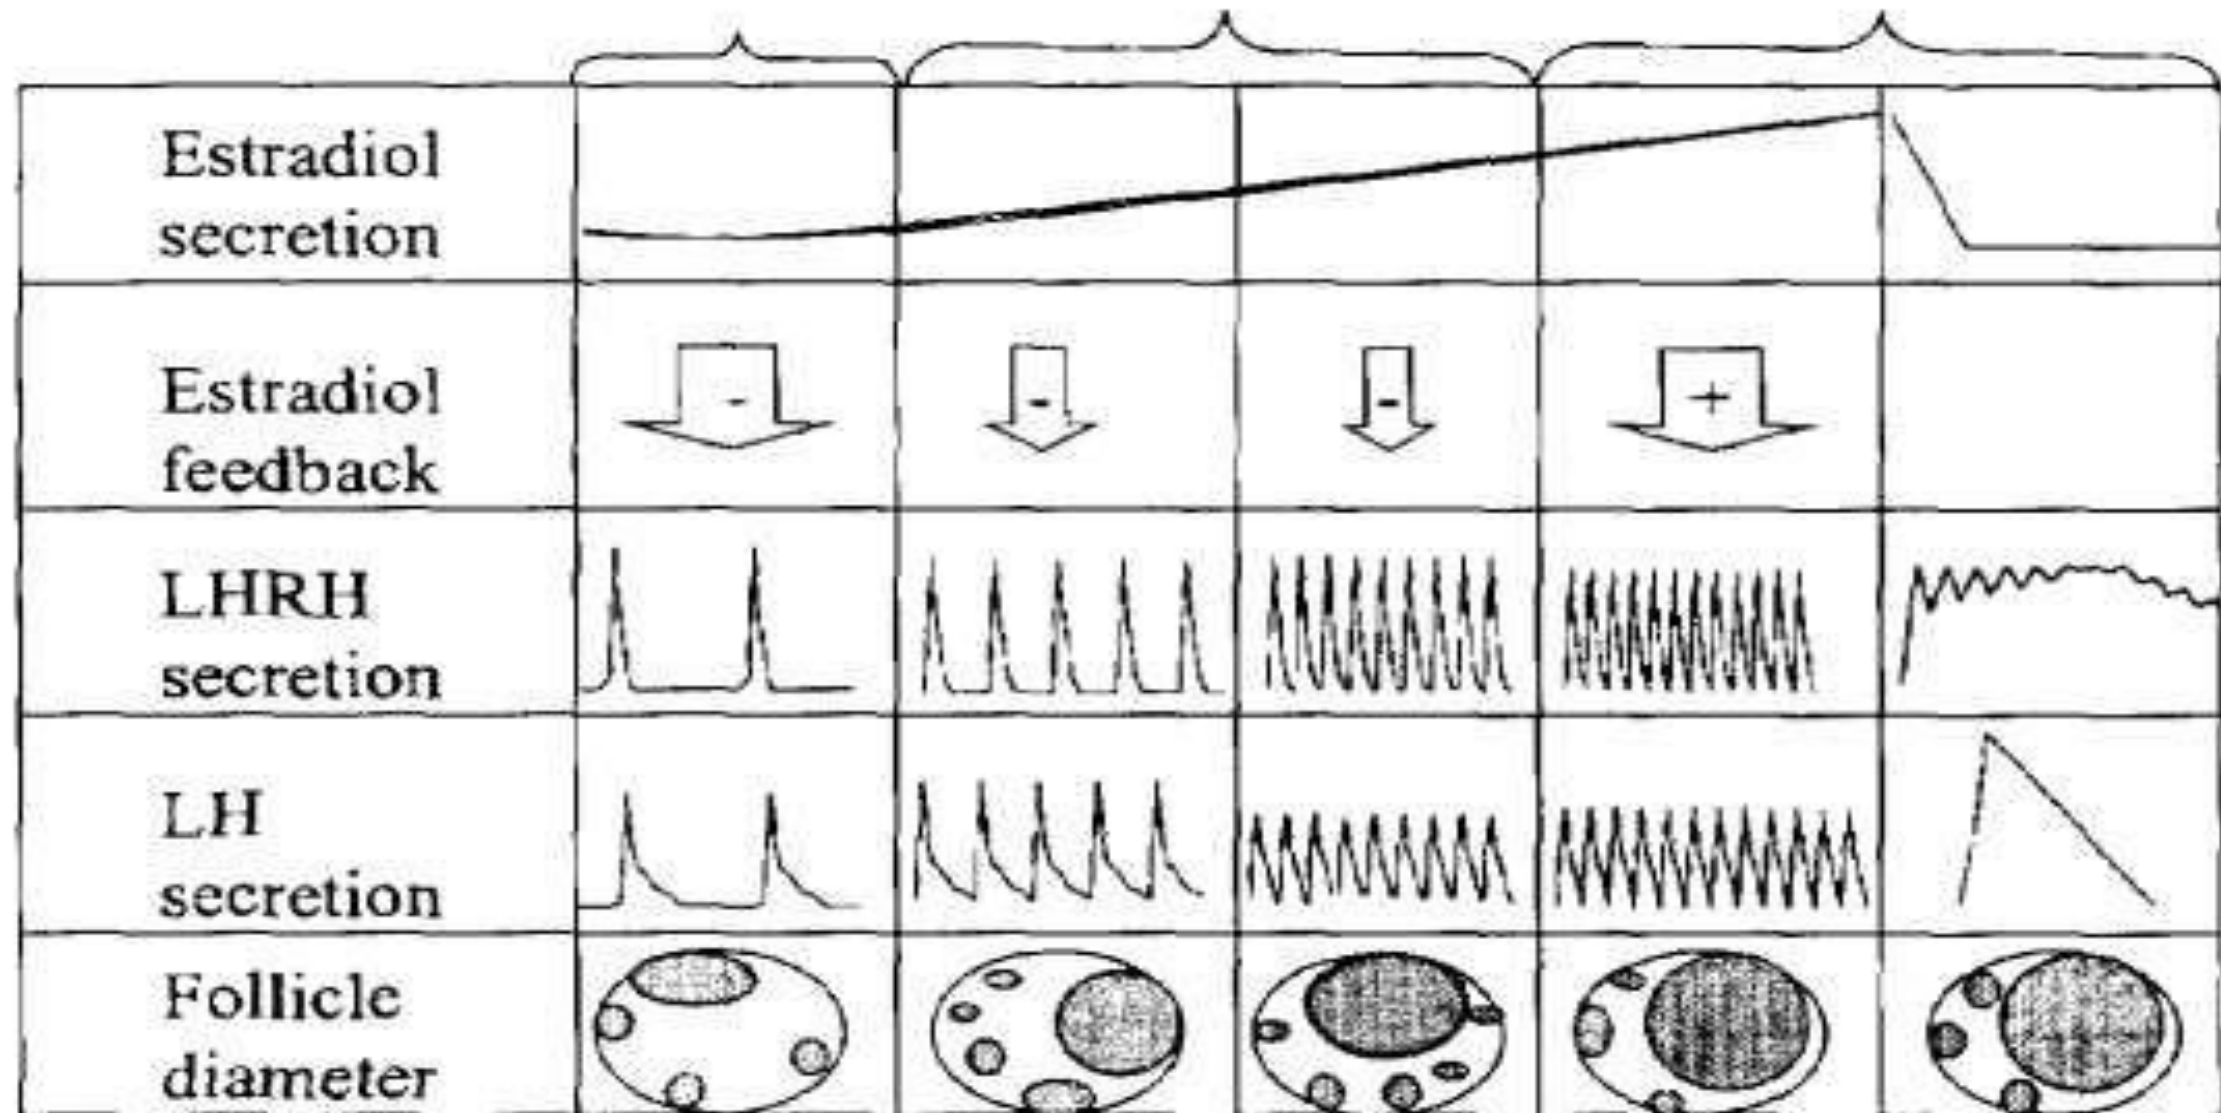 Estradiol
secretion
Estradiol
feedback
- - - +
LHRH
secretion
LH
secretion
Follicle
diameter